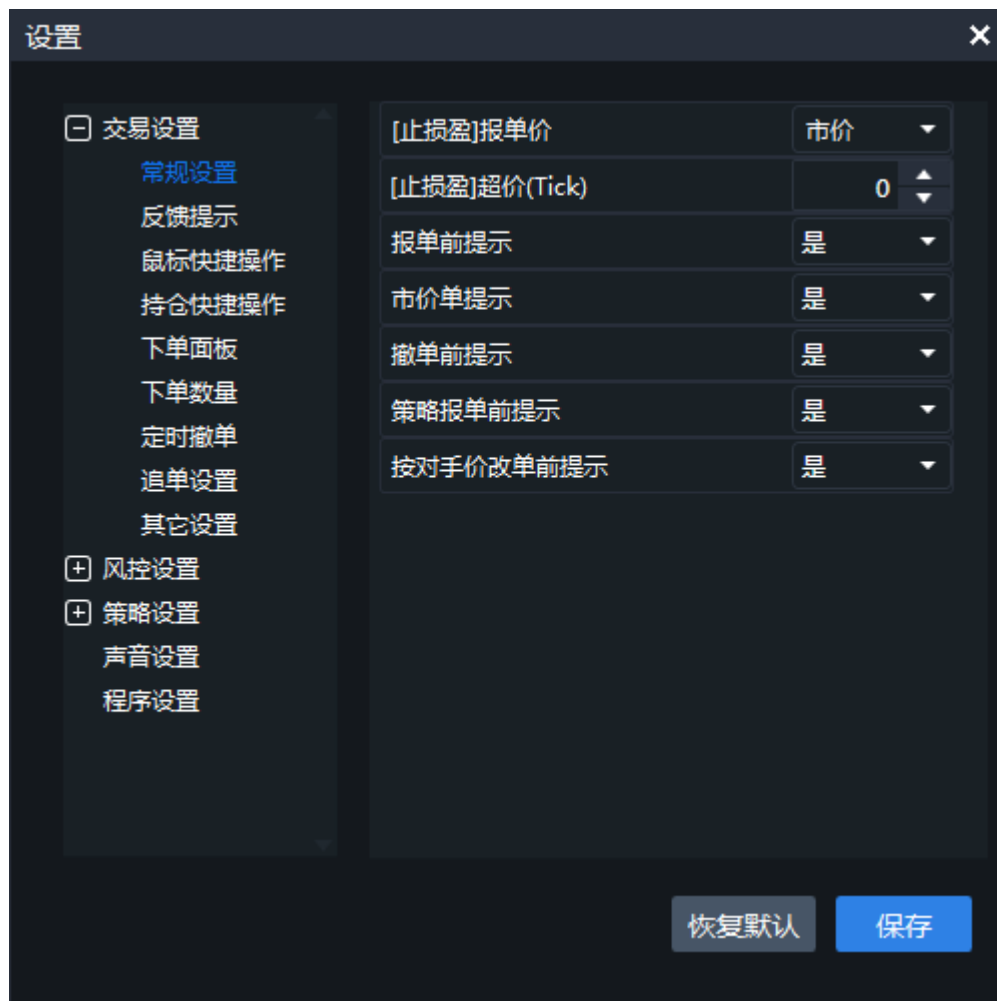 设置
交易设置
常规设置
反馈提示
鼠标快捷操作
持仓快捷操作
下单面板
下单数量
定时撤单
追单设置
其它设置
风控设置
策略设置
声音设置
程序设置
[止损盈]报单价 市价
[止损盈]超价(Tick) 0
报单前提示 是
市价单提示 是
撤单前提示 是
策略报单前提示 是
按对手价改单前提示 是
恢复默认 保存